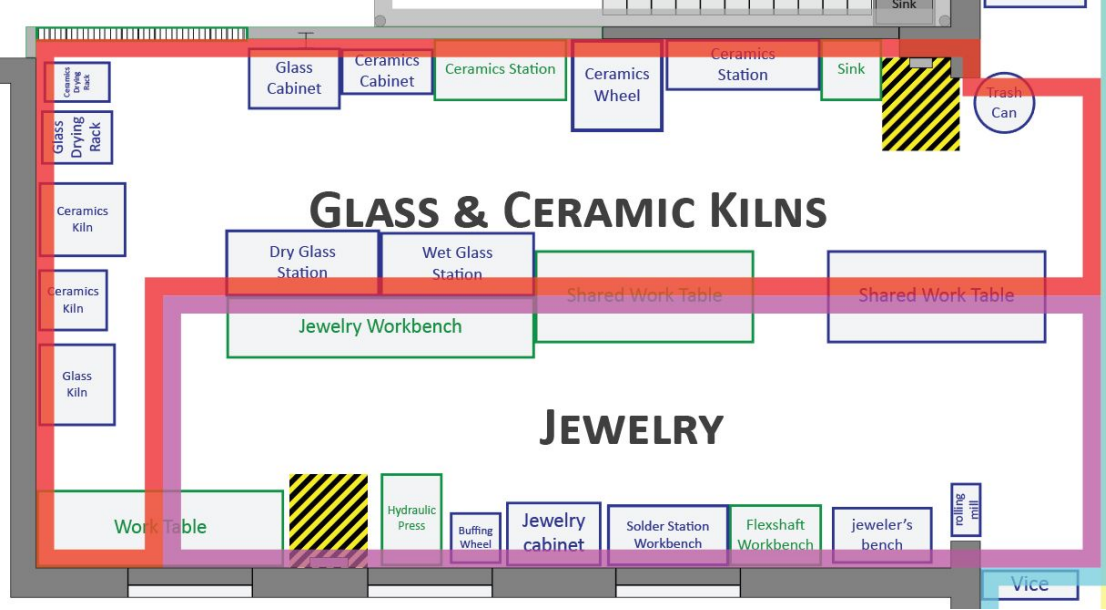 Sink
Glass
Cabinet
Ceramics
Cabinet
Ceramics Station
Ceramics
Wheel
Ceramics
Station
Sink
Trash
Can
Ceramics
Drying
Rack
Glass
Drying
Rack
Ceramics
Kiln
GLASS & CERAMIC KILNS
Dry Glass
Station
Wet Glass
Station
Ceramics
Kiln
Shared Work Table
Shared Work Table
Jewelry Workbench
Glass
Kiln
JEWELRY
Work Table
Hydraulic
Press
Buffing
Wheel
Jewelry
cabinet
Solder Station
Workbench
Flexshaft
Workbench
jeweler's
bench
rolling
mill
Vice